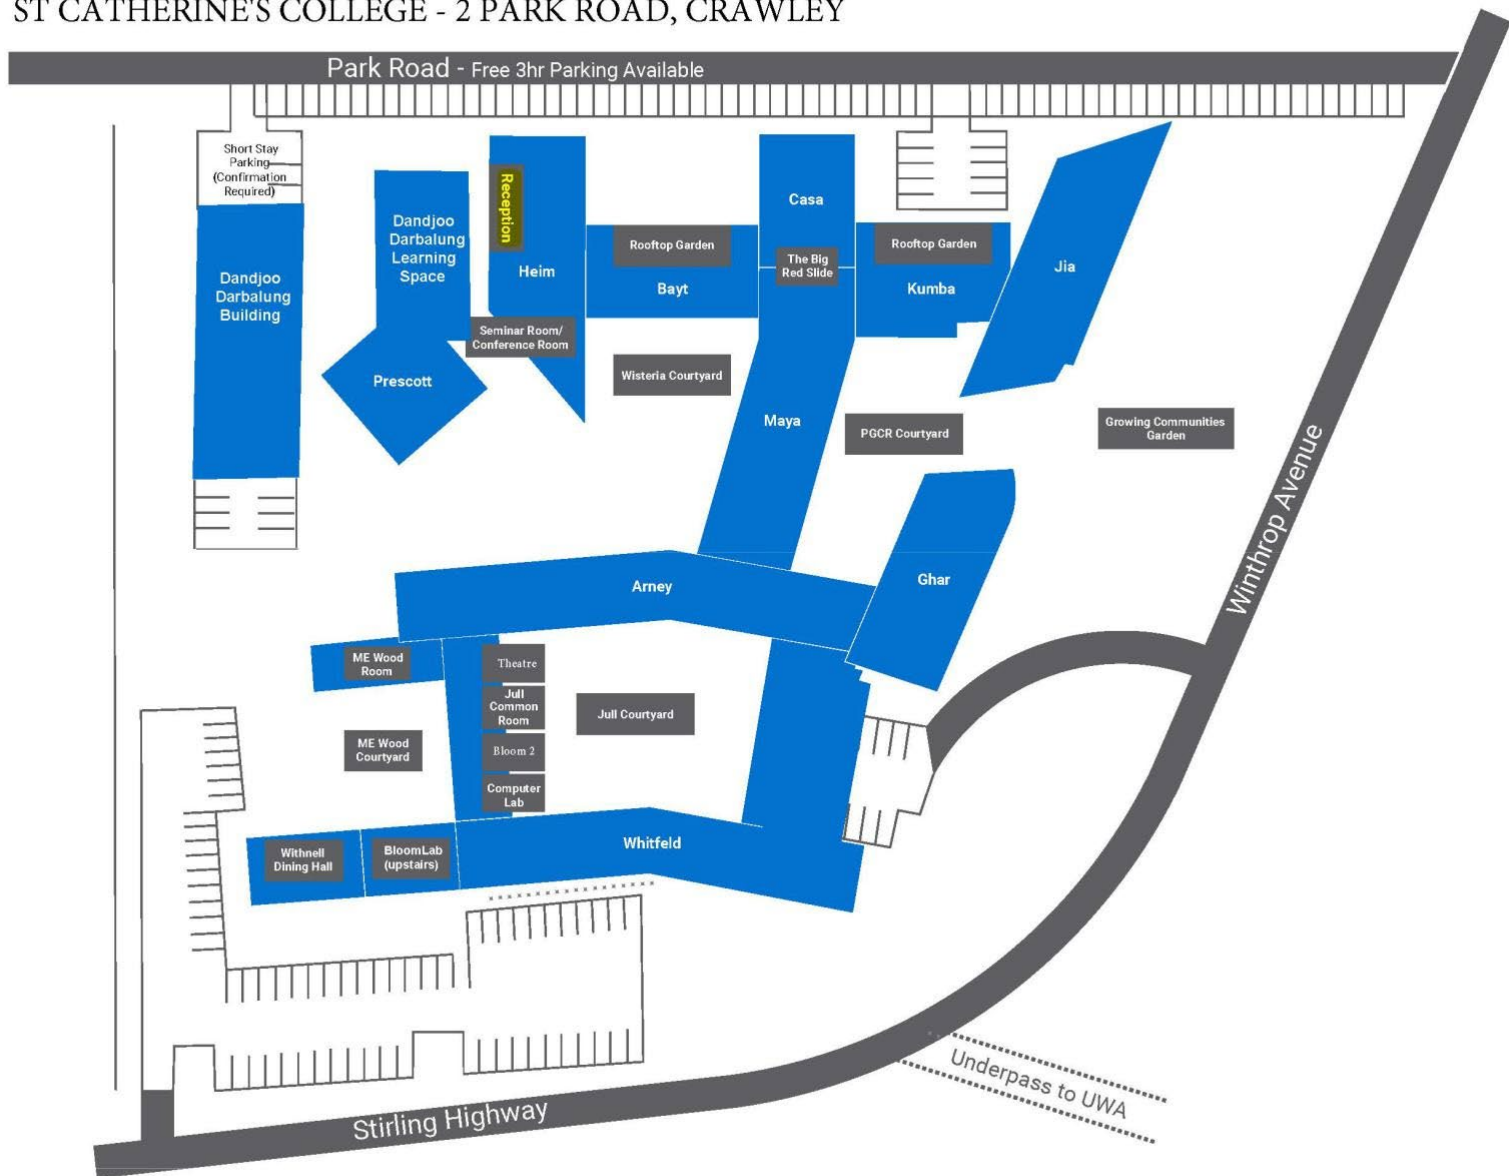 ST CATHERINE'S COLLEGE - 2 PARK ROAD, CRAWLEY
Park Road - Free 3hr Parking Available
Short Stay
Parking
(Confirmation
Required)
Dandjoo
Darbalung
Building
Dandjoo
Darbalung
Learning
Space
Prescott
Reception
Heim
Seminar Room/
Conference Room
Rooftop Garden
Bayt
Wisteria Courtyard
Casa
The Big
Red Slide
Maya
Rooftop Garden
Kumba
Jia
PGCR Courtyard
Growing Communities
Garden
Winthrop Avenue
Arney
Ghar
ME Wood
Room
Theatre
Jull
Common
Room
Bloom 2
Computer
Lab
Jull Courtyard
ME Wood
Courtyard
Withnell
Dining Hall
BloomLab
(upstairs)
Whitfeld
Underpass to UWA
Stirling Highway